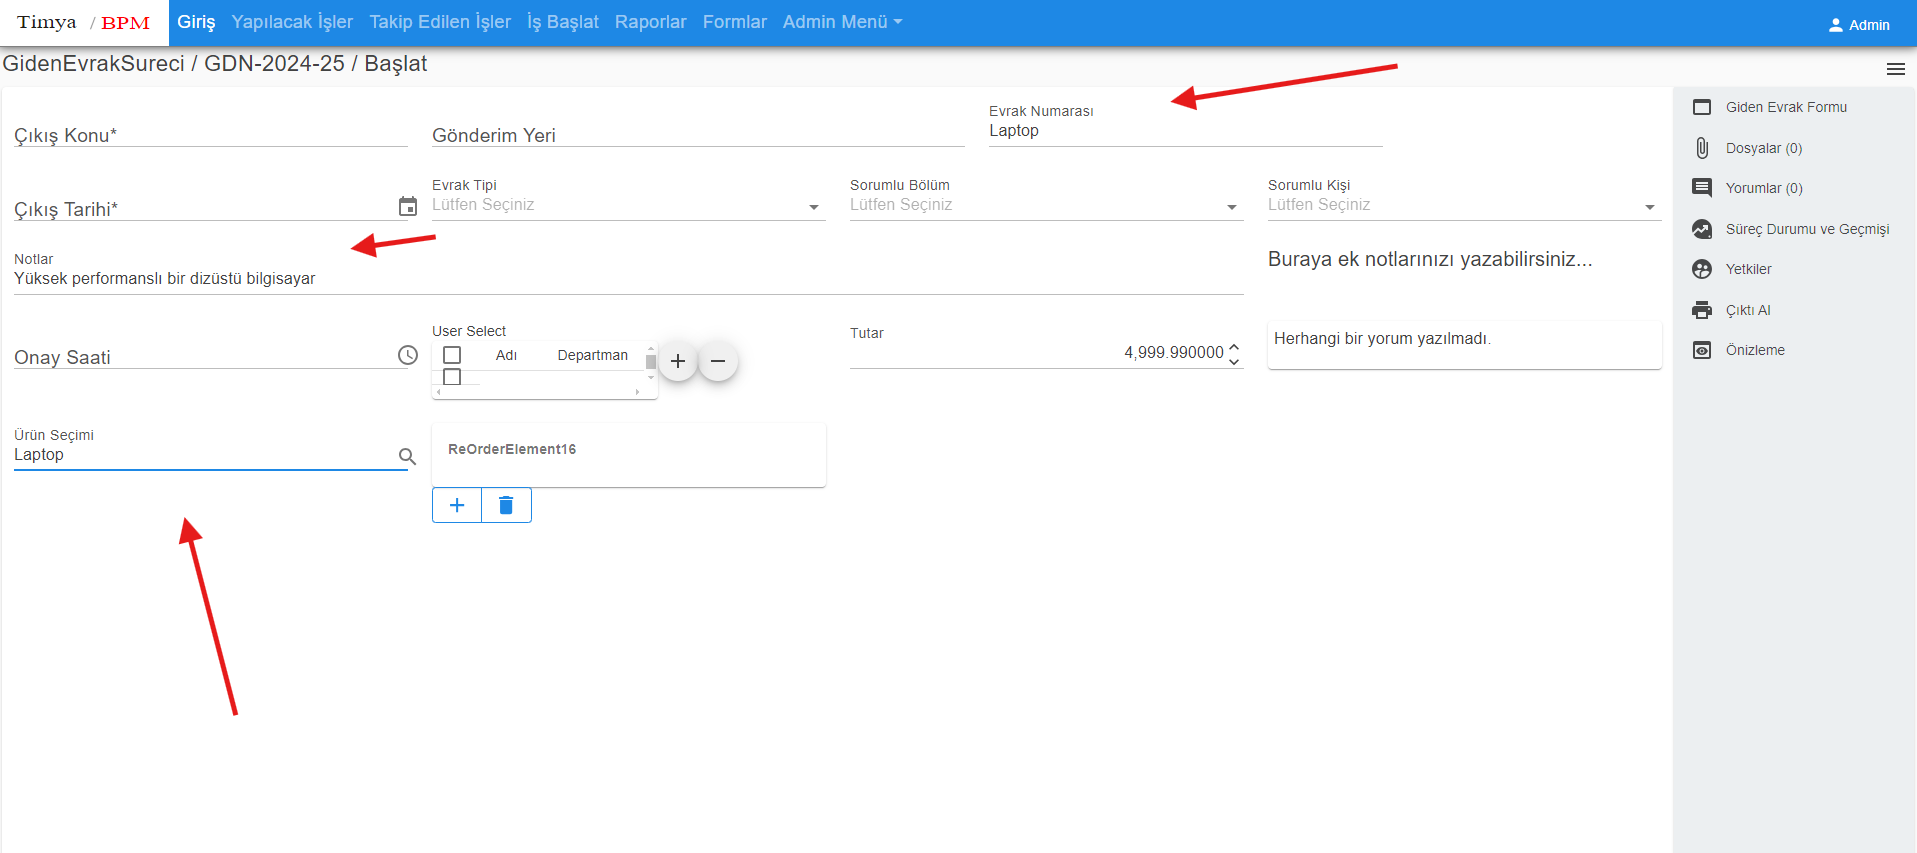 Timya / BPM Giriş Yapılacak İşler Takip Edilen İşler İş Başlat Raporlar Formlar Admin Menü Admin
GidenEvrakSureci / GDN-2024-25 / Başlat
Çıkış Konu*
Gönderim Yeri
Evrak Numarası
Laptop
Çıkış Tarihi*
Evrak Tipi
Lütfen Seçiniz
Sorumlu Bölüm
Lütfen Seçiniz
Sorumlu Kişi
Lütfen Seçiniz
Notlar
Yüksek performanslı bir dizüstü bilgisayar
Buraya ek notlarınızı yazabilirsiniz...
Onay Saati
User Select
Adı Departman
Tutar
4,999.990000
Herhangi bir yorum yazılmadı.
Ürün Seçimi
Laptop
ReOrderElement16
Giden Evrak Formu
Dosyalar (0)
Yorumlar (0)
Süreç Durumu ve Geçmişi
Yetkiler
Çıktı Al
Önizleme